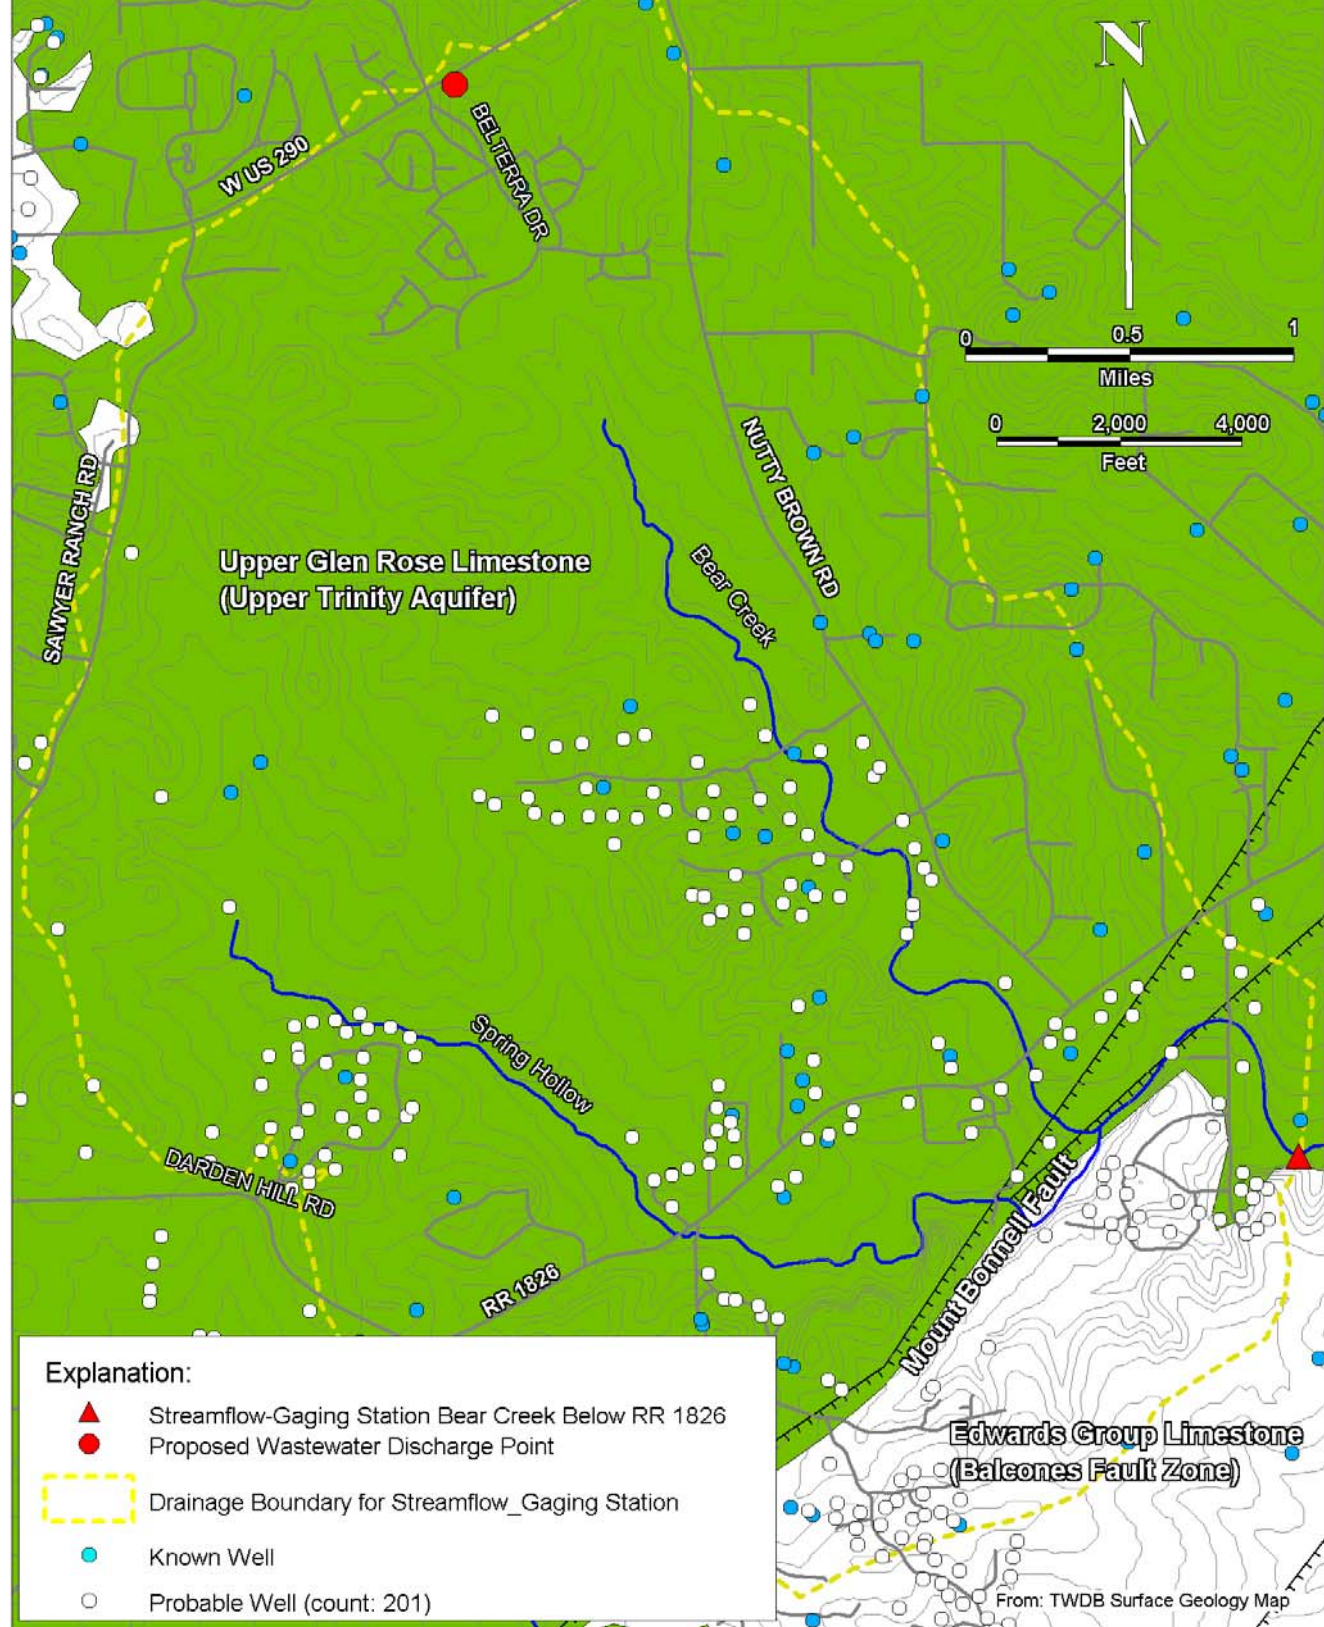 N
BELTERRA DR
W US 290
0 0.5 1
Miles
0 2,000 4,000
Feet
NUTTY BROWN RD
SAWYER RANCH RD
Upper Glen Rose Limestone
(Upper Trinity Aquifer)
Bear Creek
Spring Hollow
DARDEN HILL RD
RR 1826
Mount Bonnell Fault
Edwards Group Limestone
(Balcones Fault Zone)
Explanation:
Streamflow-Gaging Station Bear Creek Below RR 1826
Proposed Wastewater Discharge Point
Drainage Boundary for Streamflow_Gaging Station
Known Well
Probable Well (count: 201)
From: TWDB Surface Geology Map